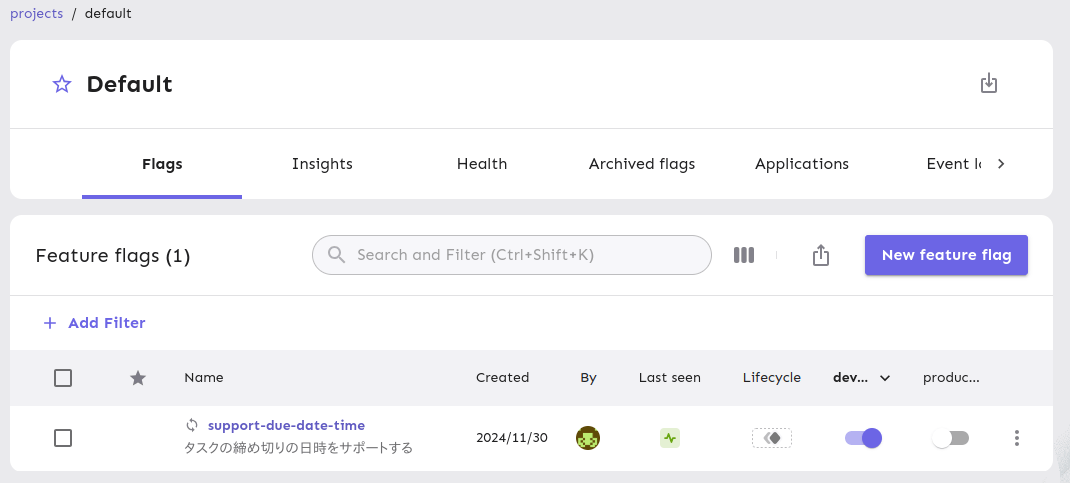 projects / default
Default
Flags Insights Health Archived flags Applications Event lo
Feature flags (1) Search and Filter (Ctrl+Shift+K) New feature flag
+ Add Filter
Name Created By Last seen Lifecycle dev... produc...
support-due-date-time 2024/11/30
タスクの締め切りの日時をサポートする